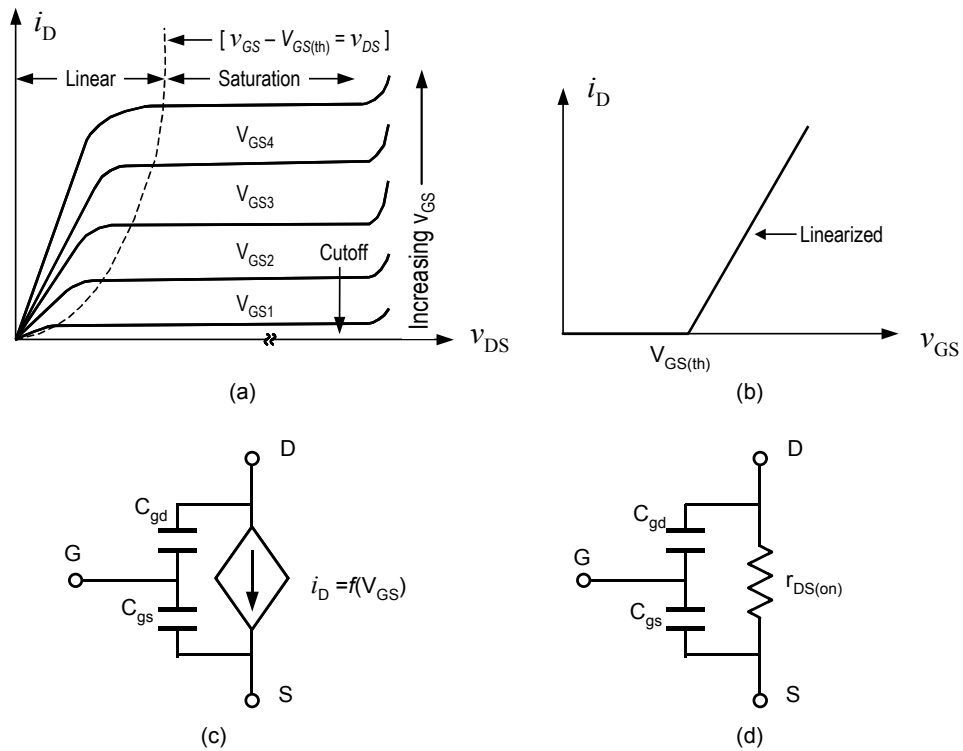 i_D
[ v_GS – V_GS(th) = v_DS ]
Linear
Saturation
V_GS4
V_GS3
V_GS2
V_GS1
Cutoff
Increasing v_GS
v_DS
(a)
i_D
Linearized
V_GS(th)
v_GS
(b)
D
C_gd
G
C_gs
i_D =f(V_GS)
S
(c)
D
C_gd
G
C_gs
r_DS(on)
S
(d)